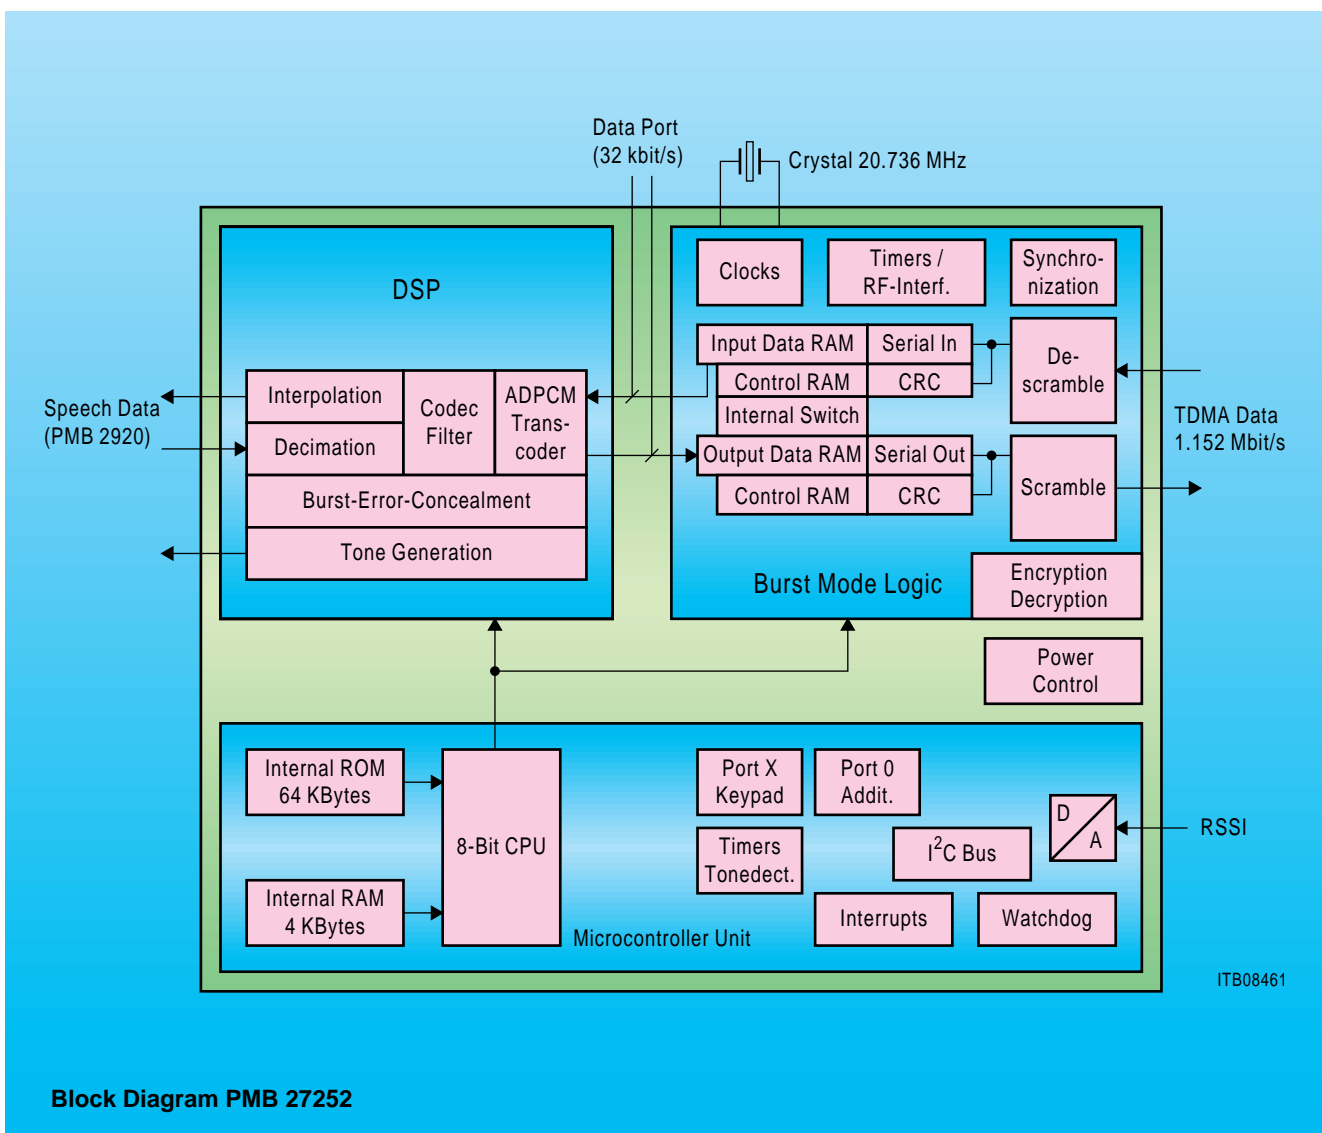 Data Port
(32 kbit/s)
Crystal 20.736 MHz
DSP
Clocks
Timers /
RF-Interf.
Synchro-
nization
Input Data RAM
Serial In
Control RAM
CRC
Internal Switch
Output Data RAM
Serial Out
Control RAM
CRC
De-
scramble
Scramble
TDMA Data
1.152 Mbit/s
Speech Data
(PMB 2920)
Interpolation
Decimation
Codec
Filter
ADPCM
Trans-
coder
Burst-Error-Concealment
Tone Generation
Burst Mode Logic
Encryption
Decryption
Power
Control
Internal ROM
64 KBytes
Internal RAM
4 KBytes
8-Bit CPU
Port X
Keypad
Port 0
Addit.
Timers
Tonedect.
I²C Bus
D
A
RSSI
Interrupts
Watchdog
Microcontroller Unit
ITB08461
Block Diagram PMB 27252